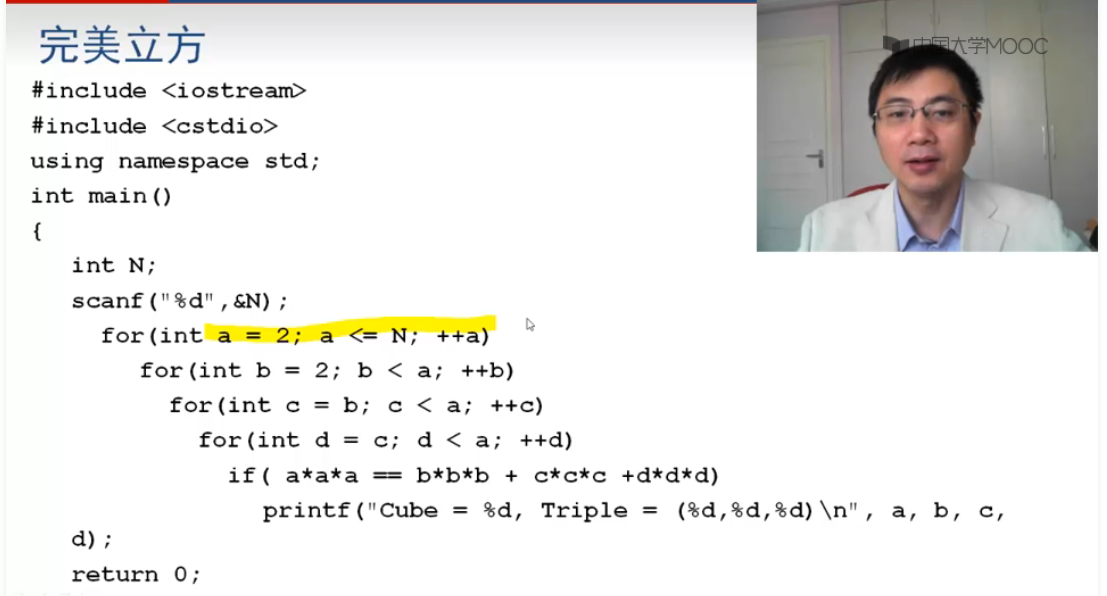 完美立方
中国大学MOOC
#include <iostream>
#include <cstdio>
using namespace std;
int main()
{
int N;
scanf("%d",&N);
for(int a = 2; a <= N; ++a)
for(int b = 2; b < a; ++b)
for(int c = b; c < a; ++c)
for(int d = c; d < a; ++d)
if( a*a*a == b*b*b + c*c*c +d*d*d)
printf("Cube = %d, Triple = (%d,%d,%d)\n", a, b, c,
d);
return 0;